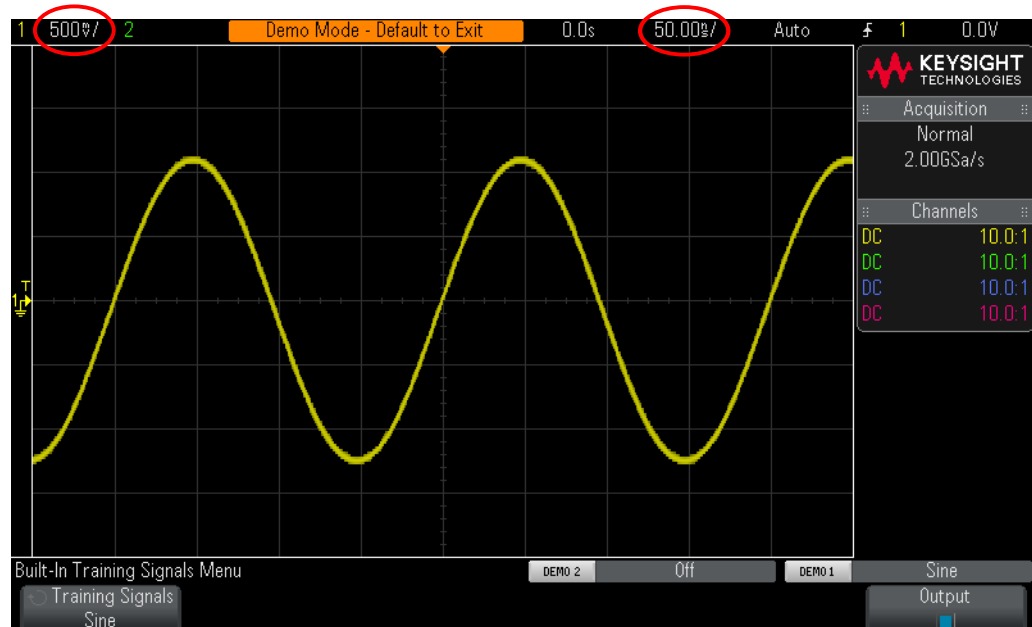 1 500mV/ 2 Demo Mode - Default to Exit 0.0s 50.00ns/ Auto 1 0.0V
KEYSIGHT
TECHNOLOGIES
Acquisition
Normal
2.00GSa/s
Channels
DC 10.0:1
DC 10.0:1
DC 10.0:1
DC 10.0:1
T
1
Built-In Training Signals Menu
DEMO 2 Off DEMO 1 Sine
Training Signals
Sine
Output